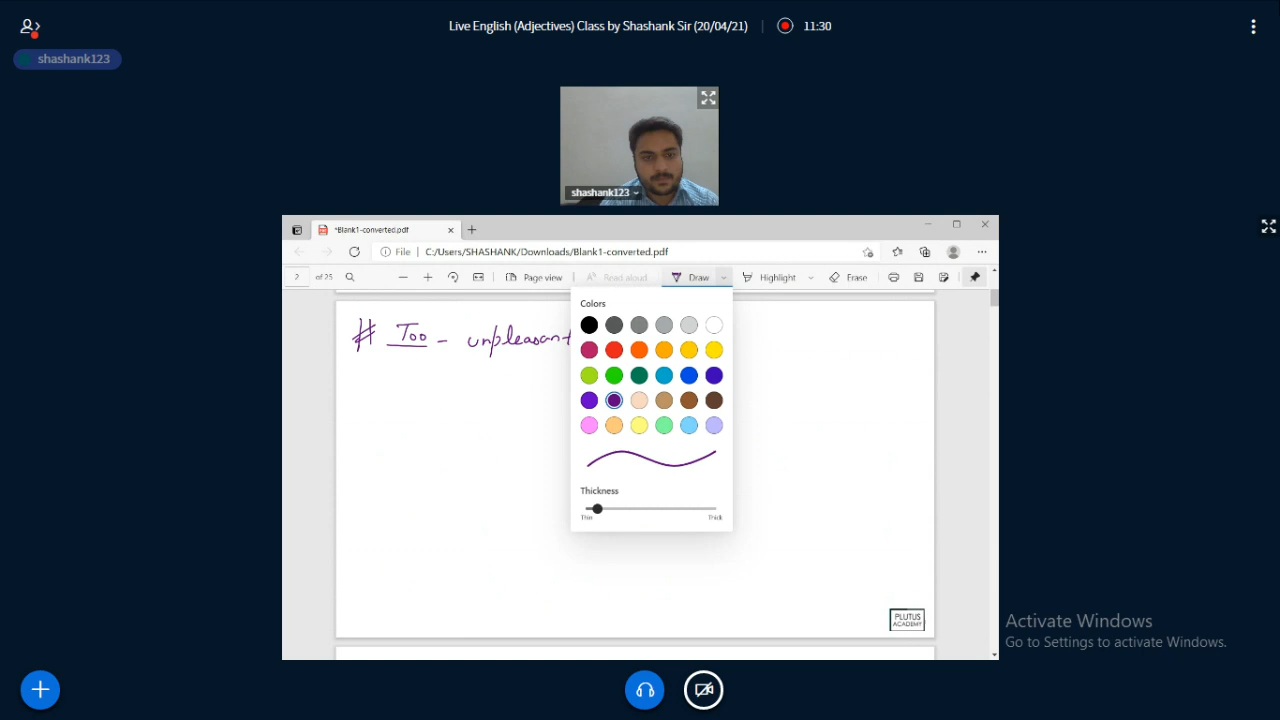 Live English (Adjectives) Class by Shashank Sir (20/04/21)
11:30
shashank123
shashank123
*Blank1-converted.pdf
File
C:/Users/SHASHANK/Downloads/Blank1-converted.pdf
2 of 25
Page view
Read aloud
Draw
Highlight
Erase
Colors
# Too - unpleasant
Thickness
Thin
Thick
PLUTUS
ACADEMY
Activate Windows
Go to Settings to activate Windows.